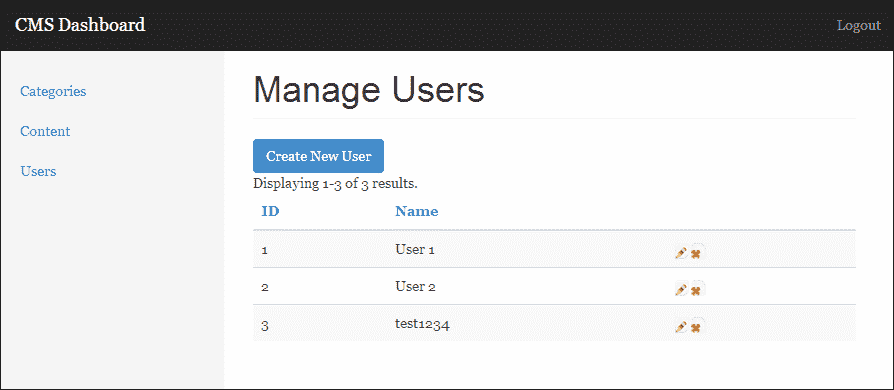 CMS Dashboard Logout
Categories
Content
Users
Manage Users
Create New User
Displaying 1-3 of 3 results.
ID Name
1 User 1
2 User 2
3 test1234